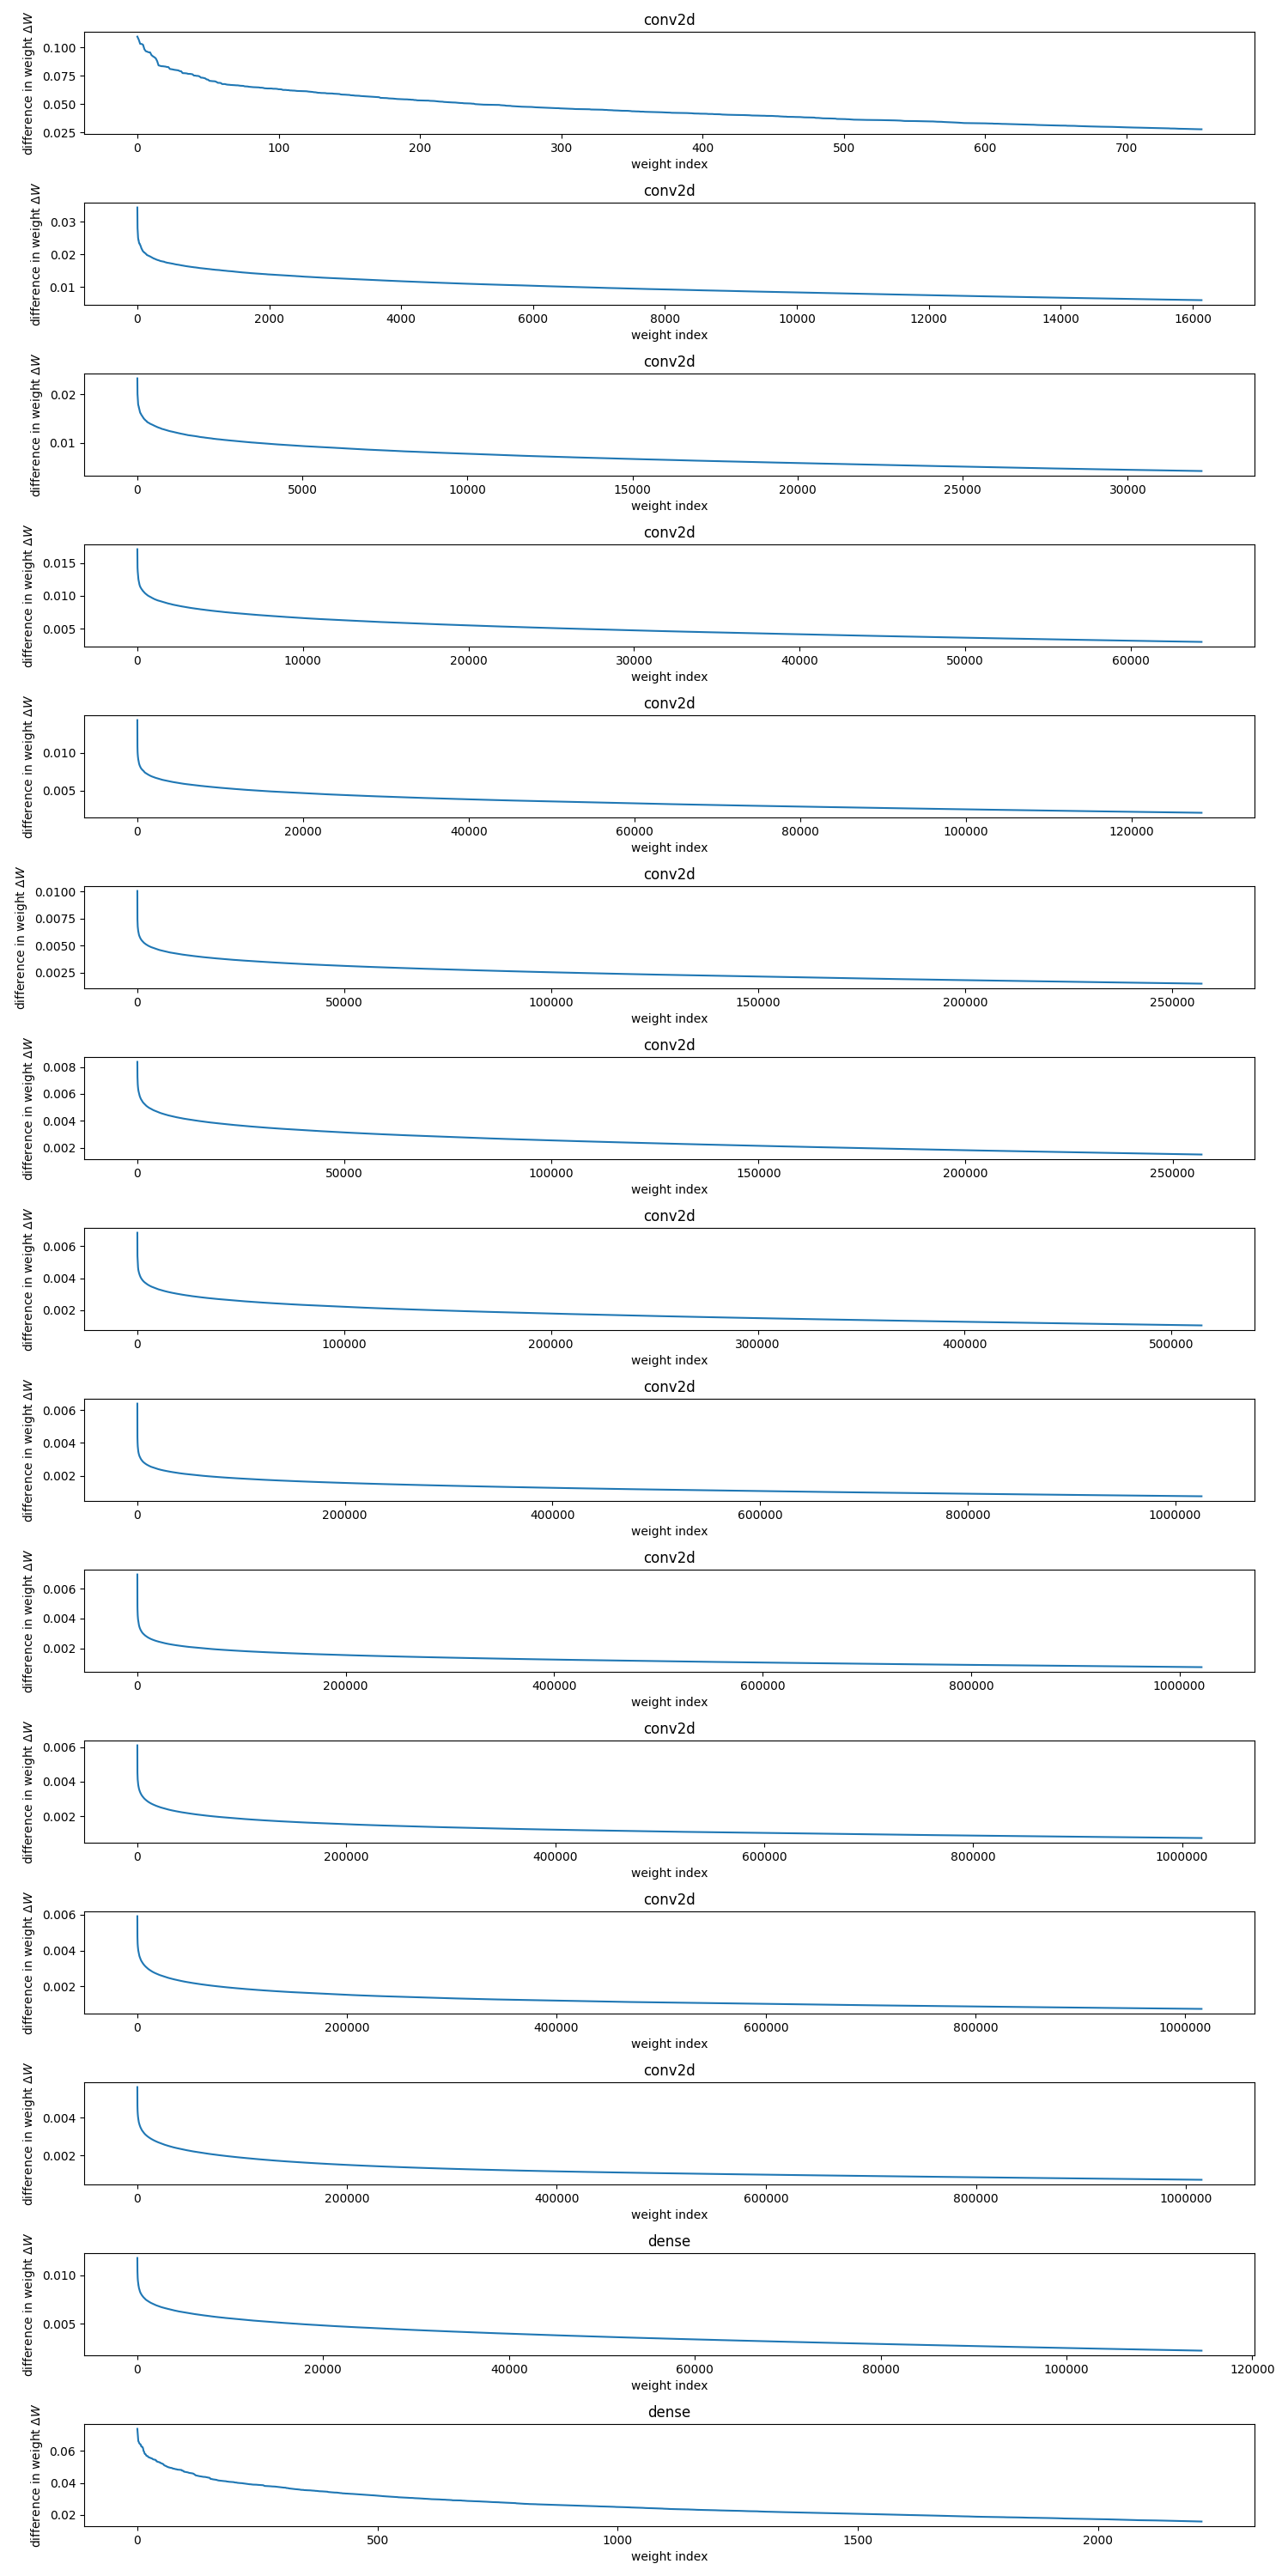 conv2d
difference in weight ΔW
0.100
0.075
0.050
0.025
0 100 200 300 400 500 600 700
weight index
conv2d
difference in weight ΔW
0.03
0.02
0.01
0 2000 4000 6000 8000 10000 12000 14000 16000
weight index
conv2d
difference in weight ΔW
0.02
0.01
0 5000 10000 15000 20000 25000 30000
weight index
conv2d
difference in weight ΔW
0.015
0.010
0.005
0 10000 20000 30000 40000 50000 60000
weight index
conv2d
difference in weight ΔW
0.010
0.005
0 20000 40000 60000 80000 100000 120000
weight index
conv2d
difference in weight ΔW
0.0100
0.0075
0.0050
0.0025
0 50000 100000 150000 200000 250000
weight index
conv2d
difference in weight ΔW
0.008
0.006
0.004
0.002
0 50000 100000 150000 200000 250000
weight index
conv2d
difference in weight ΔW
0.006
0.004
0.002
0 100000 200000 300000 400000 500000
weight index
conv2d
difference in weight ΔW
0.006
0.004
0.002
0 200000 400000 600000 800000 1000000
weight index
conv2d
difference in weight ΔW
0.006
0.004
0.002
0 200000 400000 600000 800000 1000000
weight index
conv2d
difference in weight ΔW
0.006
0.004
0.002
0 200000 400000 600000 800000 1000000
weight index
conv2d
difference in weight ΔW
0.006
0.004
0.002
0 200000 400000 600000 800000 1000000
weight index
conv2d
difference in weight ΔW
0.004
0.002
0 200000 400000 600000 800000 1000000
weight index
dense
difference in weight ΔW
0.010
0.005
0 20000 40000 60000 80000 100000 120000
weight index
dense
difference in weight ΔW
0.06
0.04
0.02
0 500 1000 1500 2000
weight index